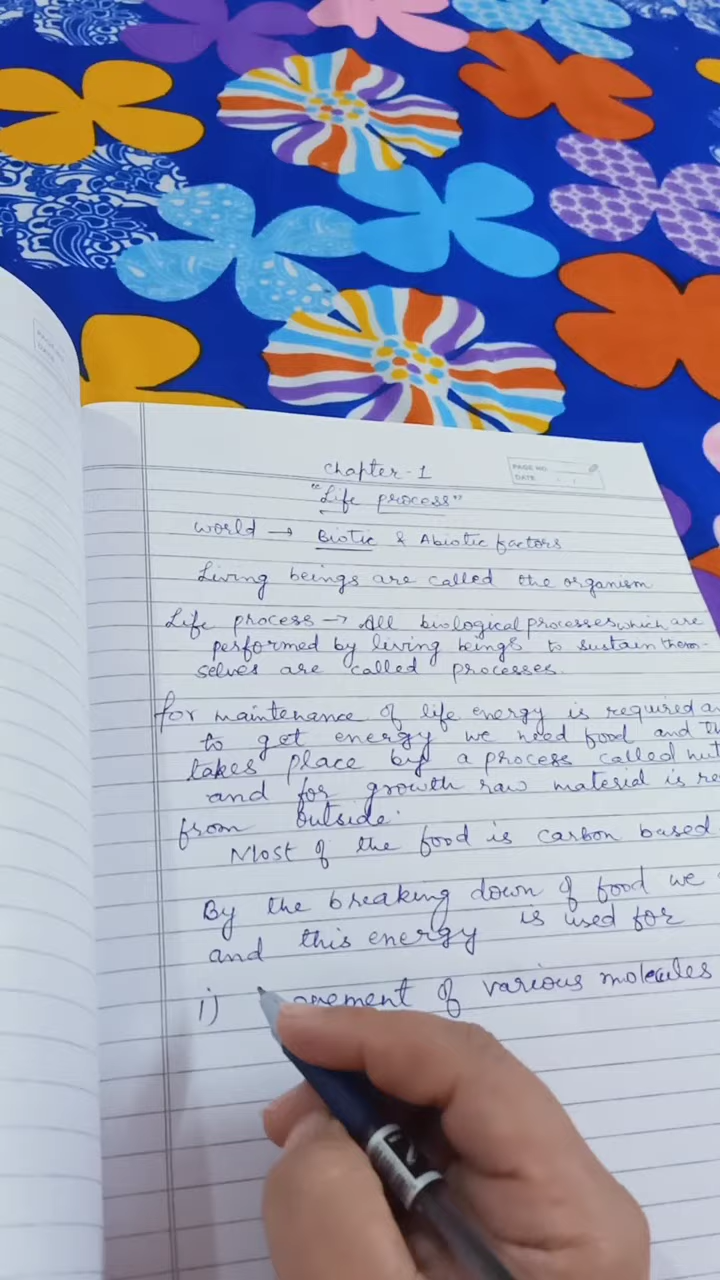 Chapter-1
"Life process"
PAGE NO.
DATE
world → Biotic & Abiotic factors
Living beings are called the organism
Life process → All biological processes which are
performed by living beings to sustain them-
selves are called processes.
for maintenance of life energy is required
to get energy we need food and
takes place by a process called
and for growth raw material is
from outside.
Most of the food is carbon based
By the breaking down of food we
and this energy is used for
i) of various molecules